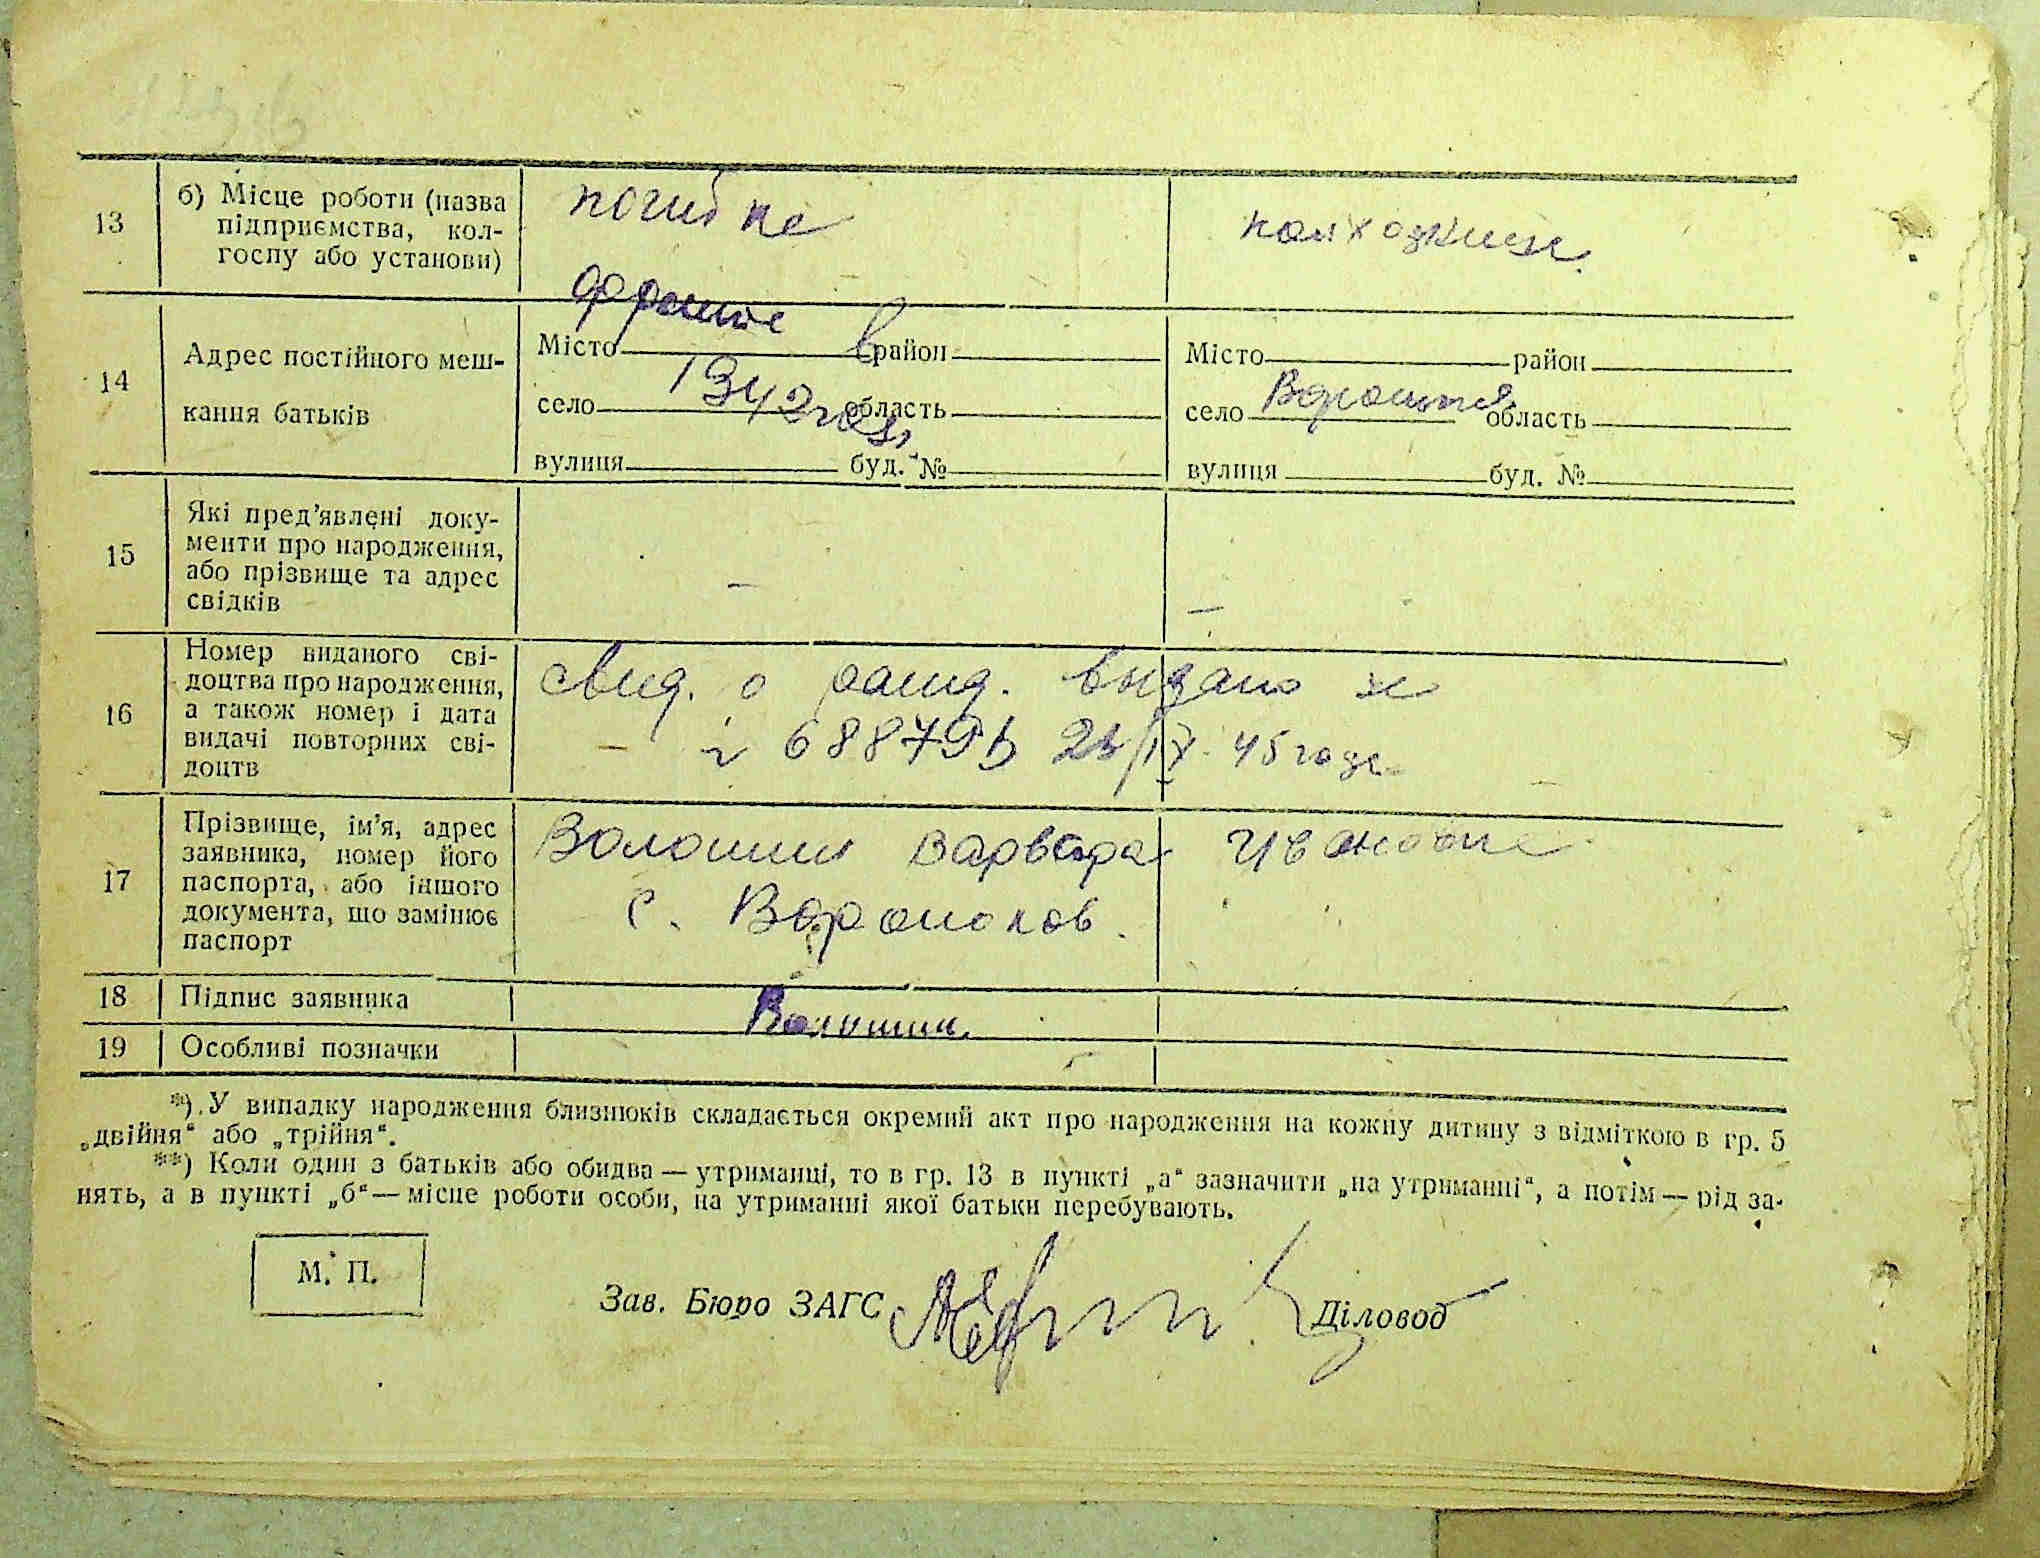 13
б) Місце роботи (назва
підприємства, кол-
госпу або установи)
погиб на
фронте
в
1942 году
колхозница
14
Адрес постійного меш-
кання батьків
Місто район
село область
вулиця буд. №
Місто район
село область
вулиця буд. №
15
Які пред’явлені доку-
менти про народження,
або прізвище та адрес
свідків
—
—
16
Номер виданого сві-
доцтва про народження,
а також номер і дата
видачі повторних сві-
доцтв
свид. о рожд. выдано
45 года
17
Прізвище, ім’я, адрес
заявника, номер його
паспорта, або іншого
документа, що замінює
паспорт
Волошин Варвара Ивановна
с.
18
Підпис заявника
Волошин
19
Особливі позначки
*) У випадку народження близнюків складається окремий акт про народження на кожну дитину з відміткою в гр. 5
„двійня“ або „трійня“.
**) Коли один з батьків або обидва — утриманці, то в гр. 13 в пункті „а“ зазначити „на утриманні“, а потім — рід за-
нять, а в пункті „б“ — місце роботи особи, на утриманні якої батьки перебувають.
М. П.
Зав. Бюро ЗАГС
Діловод